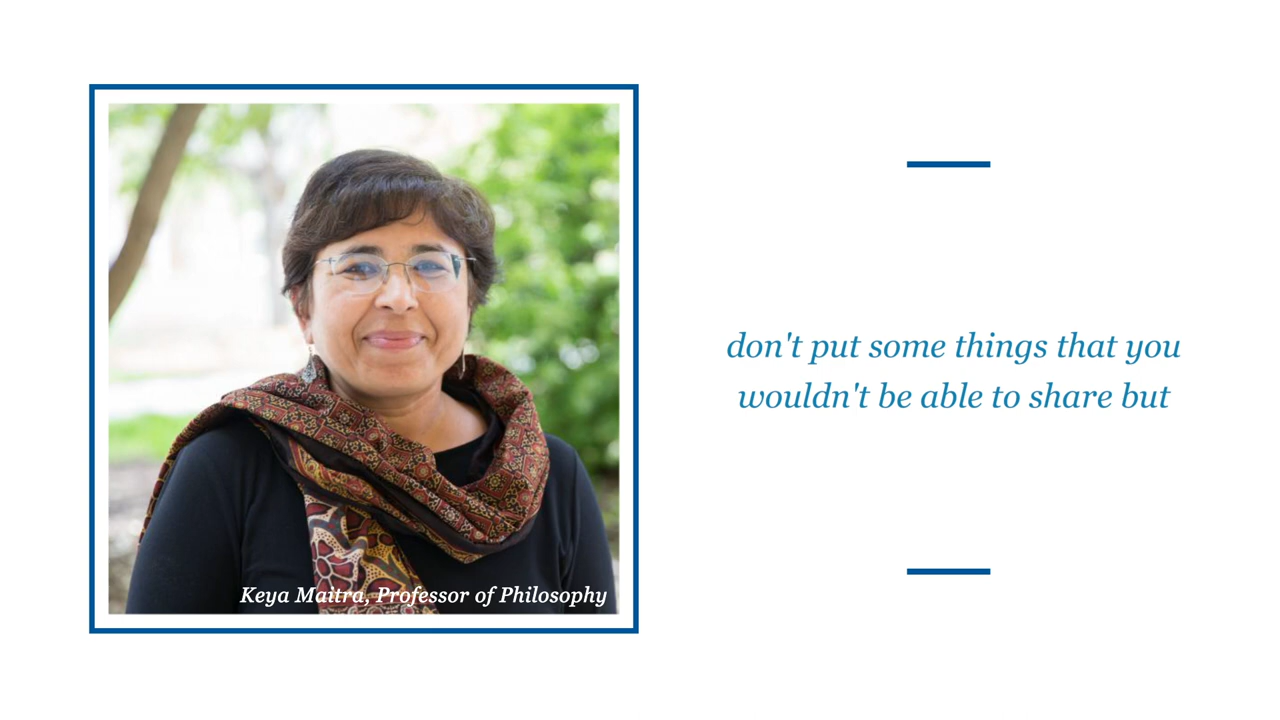 Keya Maitra, Professor of Philosophy
don't put some things that you
wouldn't be able to share but